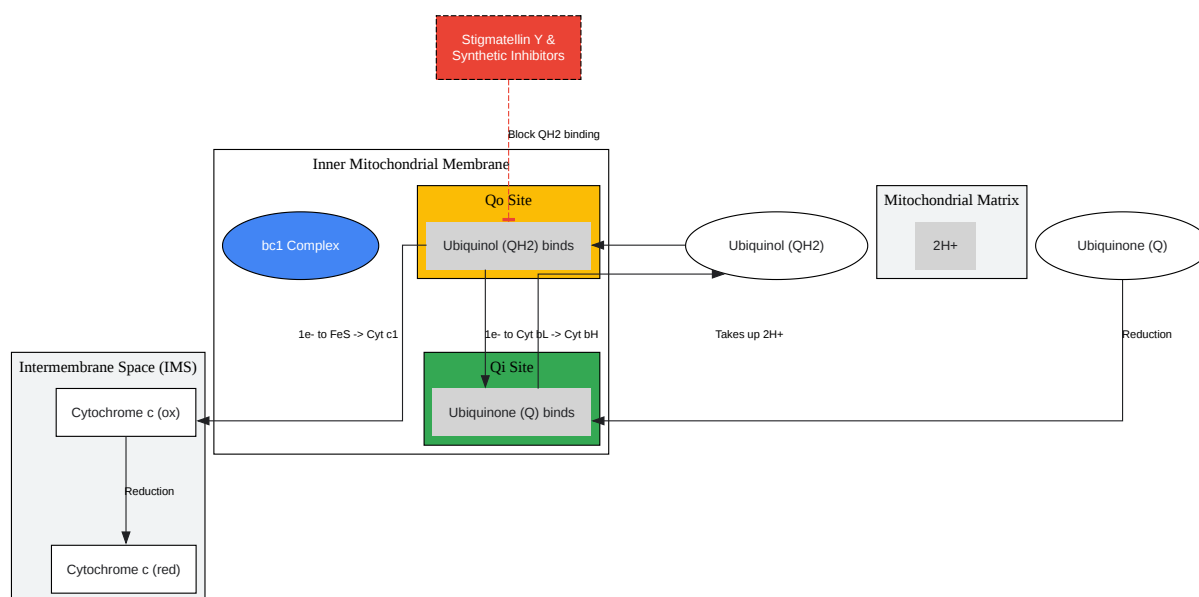 Stigmatellin Y &
Synthetic Inhibitors
Block QH2 binding
Inner Mitochondrial Membrane
Qo Site
Mitochondrial Matrix
bc1 Complex
Ubiquinol (QH2) binds
Ubiquinol (QH2)
2H+
Ubiquinone (Q)
1e- to FeS -> Cyt c1
1e- to Cyt bL -> Cyt bH
Takes up 2H+
Reduction
Intermembrane Space (IMS)
Qi Site
Cytochrome c (ox)
Ubiquinone (Q) binds
Reduction
Cytochrome c (red)